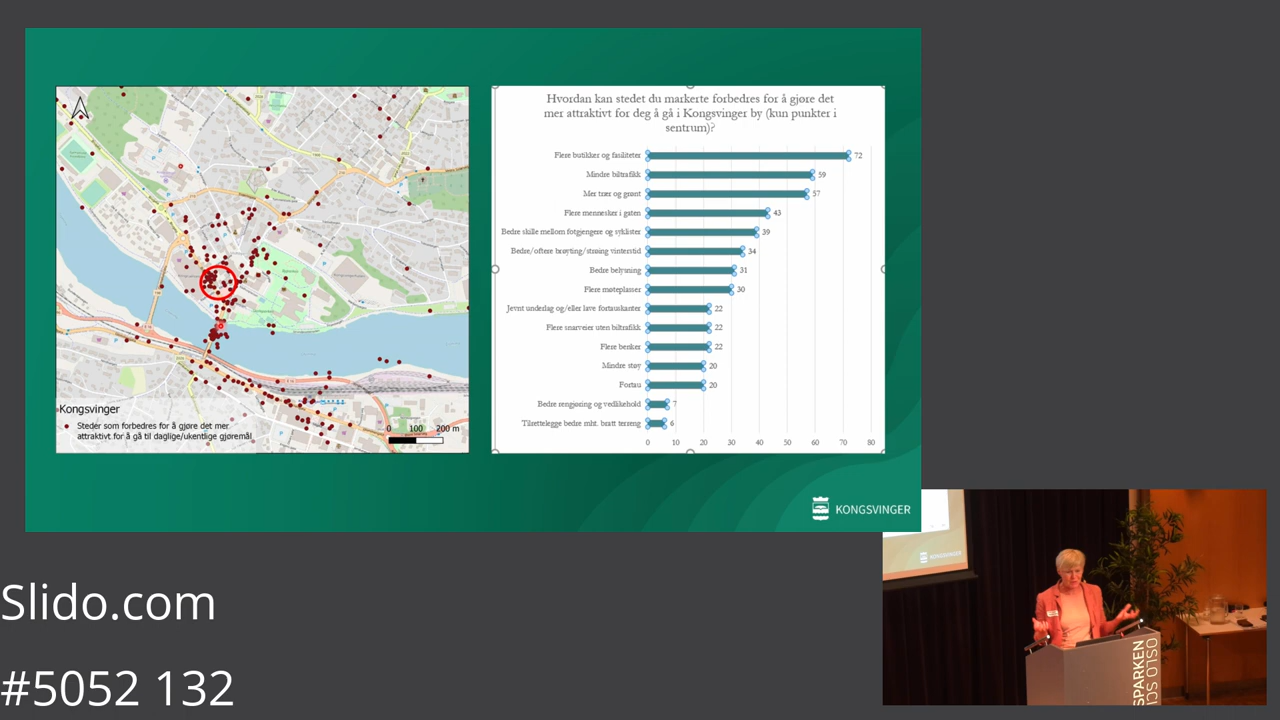 Hvordan kan stedet du markerte forbedres for å gjøre det
mer attraktivt for deg å gå i Kongsvinger by (kun punkter i
sentrum)?
Flere butikker og fasiliteter 72
Mindre biltrafikk 59
Mer trær og grønt 57
Flere mennesker i gaten 43
Bedre skille mellom fotgjengere og syklister 39
Bedre/oftere brøyting/strøing vinterstid 34
Bedre belysning 31
Flere møteplasser 30
Jevnt underlag og/eller lave fortauskanter 22
Flere snarveier uten biltrafikk 22
Flere benker 22
Mindre støy 20
Fortau 20
Bedre rengjøring og vedlikehold 7
Tilrettelegge bedre mht. bratt terreng 6
0 10 20 30 40 50 60 70 80
Kongsvinger
Steder som forbedres for å gjøre det mer
attraktivt for å gå til daglige/ukentlige gjøremål
0 100 200 m
KONGSVINGER
KONGSVINGER
Slido.com
#5052 132
SPARKEN
OSLO SCI